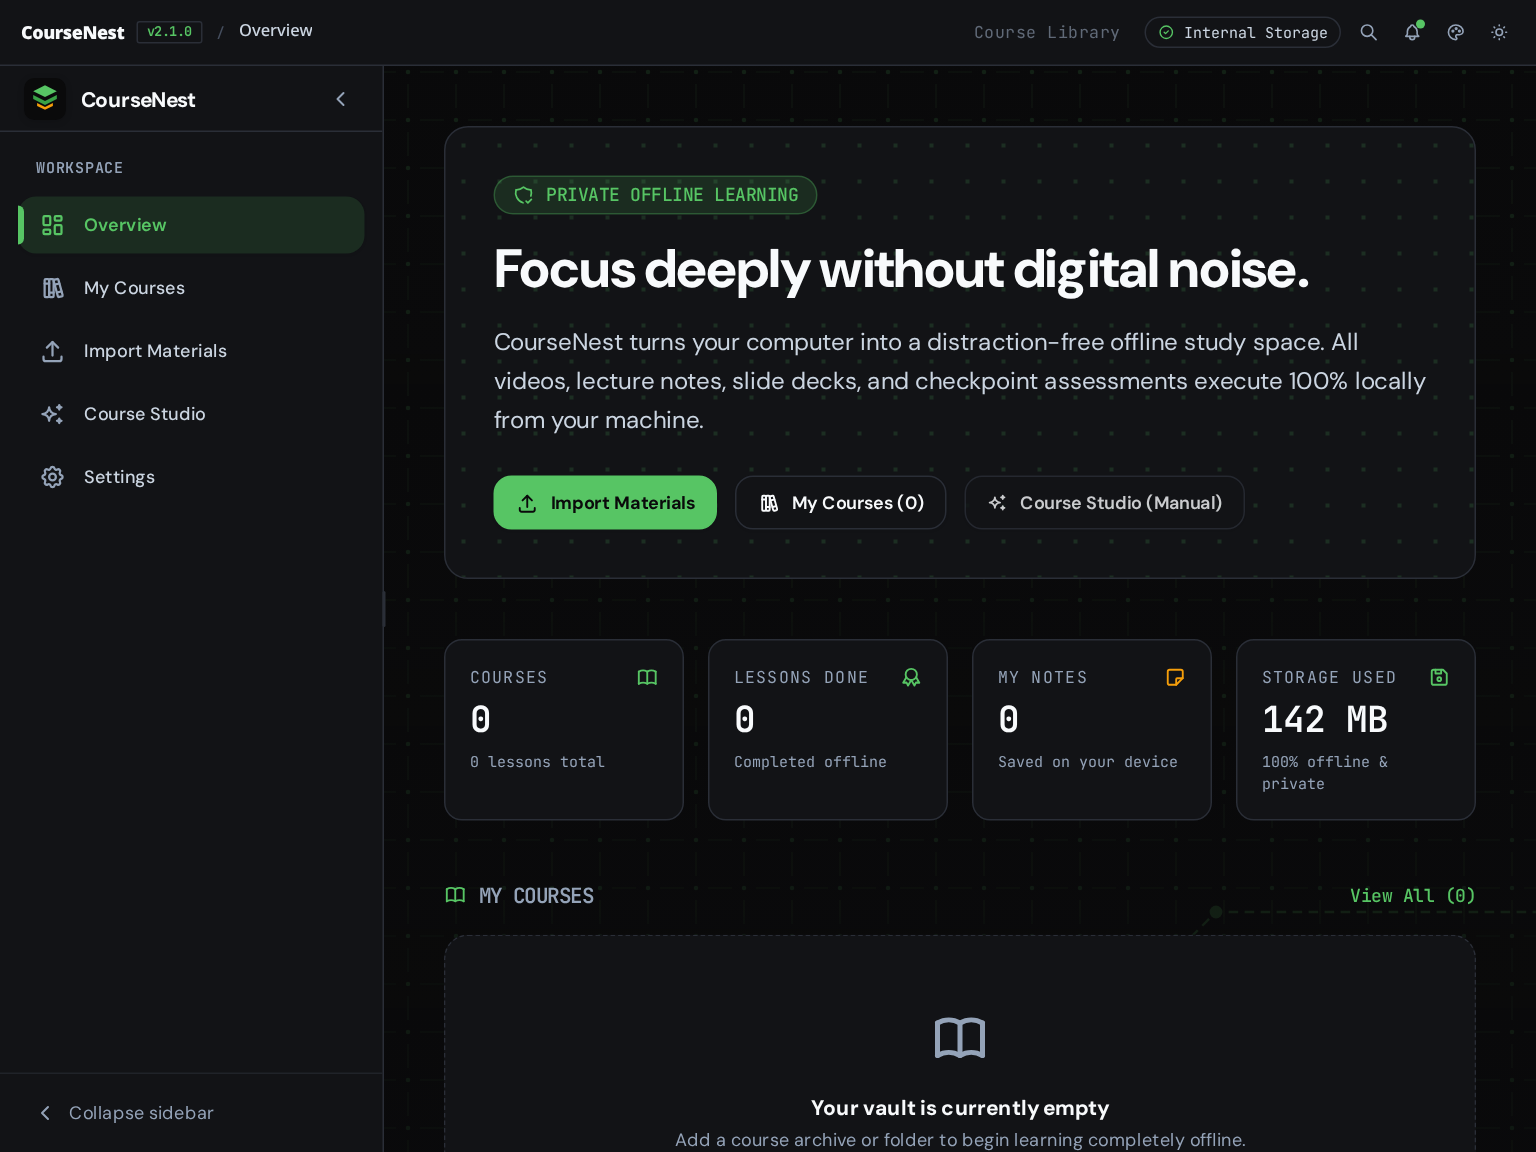 CourseNest v2.1.0 / Overview
Course Library Internal Storage
CourseNest
WORKSPACE
Overview
My Courses
Import Materials
Course Studio
Settings
Collapse sidebar
PRIVATE OFFLINE LEARNING
Focus deeply without digital noise.
CourseNest turns your computer into a distraction-free offline study space. All
videos, lecture notes, slide decks, and checkpoint assessments execute 100% locally
from your machine.
Import Materials
My Courses (0)
Course Studio (Manual)
COURSES
0
0 lessons total
LESSONS DONE
0
Completed offline
MY NOTES
0
Saved on your device
STORAGE USED
142 MB
100% offline &
private
MY COURSES
View All (0)
Your vault is currently empty
Add a course archive or folder to begin learning completely offline.